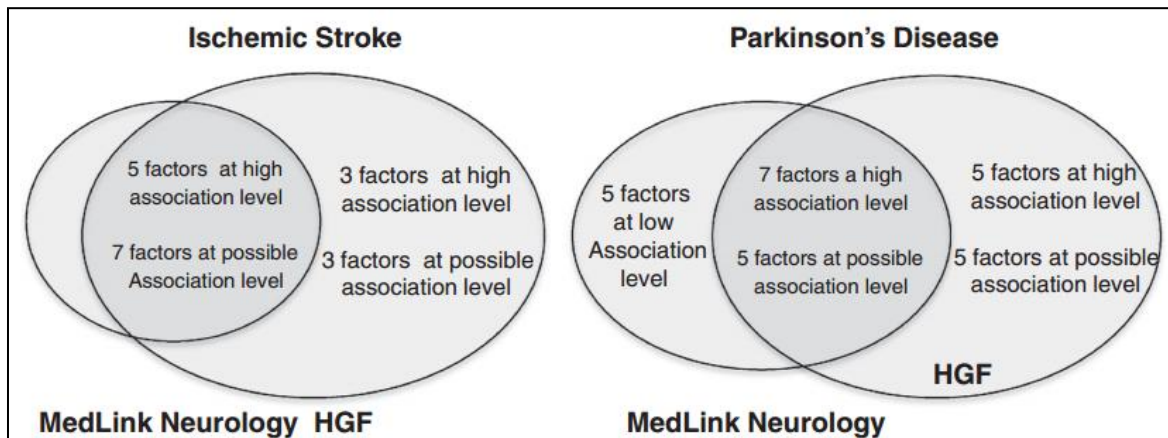 Ischemic Stroke
5 factors at high
association level
7 factors at possible
Association level
3 factors at high
association level
3 factors at possible
association level
MedLink Neurology HGF
Parkinson's Disease
5 factors
at low
Association
level
7 factors a high
association level
5 factors at possible
association level
5 factors at high
association level
5 factors at possible
association level
HGF
MedLink Neurology